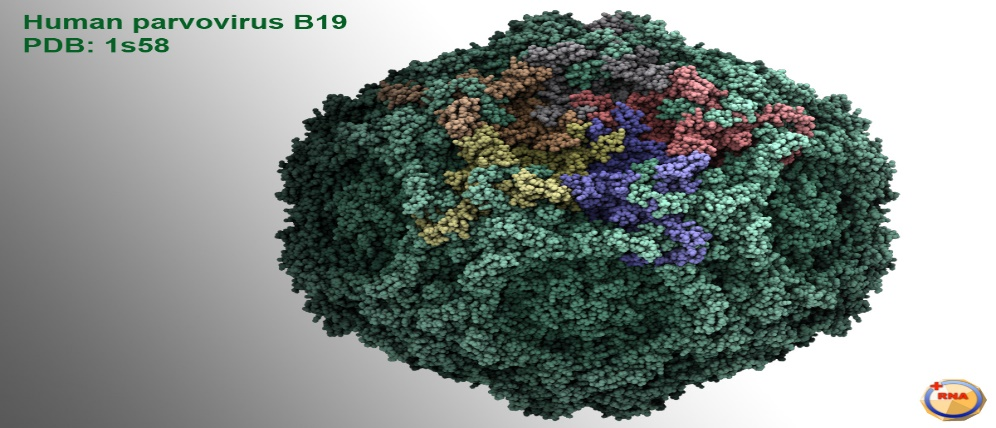 Human parvovirus B19
PDB: 1s58
+RNA